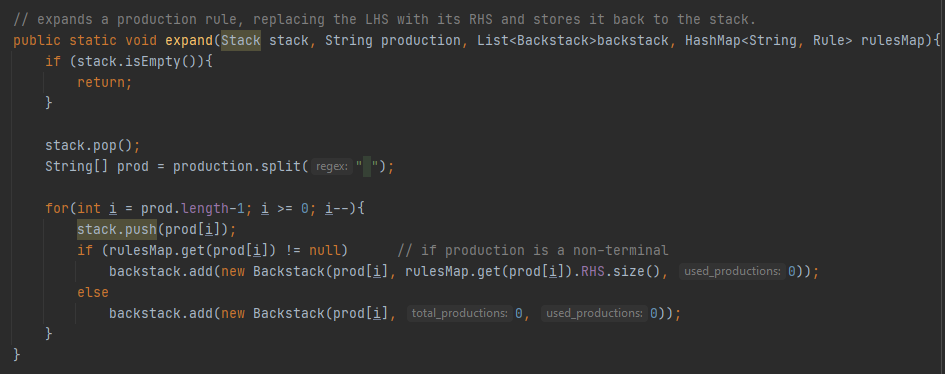 // expands a production rule, replacing the LHS with its RHS and stores it back to the stack.
public static void expand(Stack stack, String production, List<Backstack>backstack, HashMap<String, Rule> rulesMap){
    if (stack.isEmpty()){
        return;
    }

    stack.pop();
    String[] prod = production.split( regex: " ");

    for(int i = prod.length-1; i >= 0; i--){
        stack.push(prod[i]);
        if (rulesMap.get(prod[i]) != null)      // if production is a non-terminal
            backstack.add(new Backstack(prod[i], rulesMap.get(prod[i]).RHS.size(), used_productions: 0));
        else
            backstack.add(new Backstack(prod[i], total_productions: 0, used_productions: 0));
    }
}